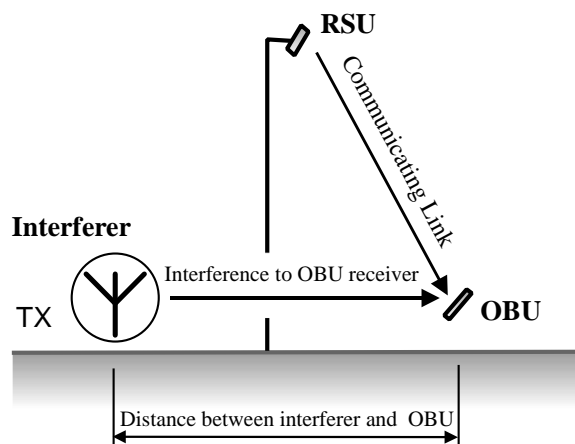 RSU
Communicating Link
Interferer
Interference to OBU receiver
TX
OBU
Distance between interferer and OBU